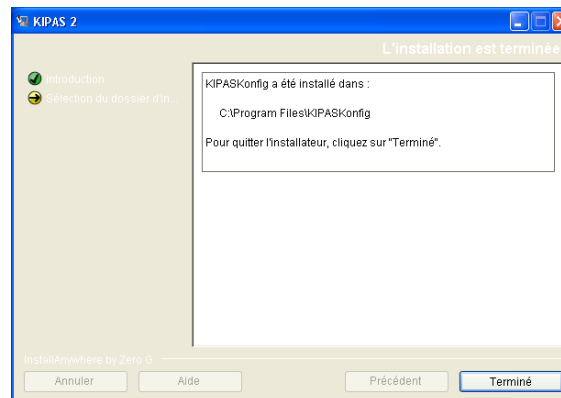 KIPAS 2
L'installation est terminée
Introduction
Sélection du dossier d'in...
KIPASKonfig a été installé dans :
C:\Program Files\KIPASKonfig
Pour quitter l'installateur, cliquez sur "Terminé".
InstallAnywhere by Zero G
Annuler
Aide
Précédent
Terminé